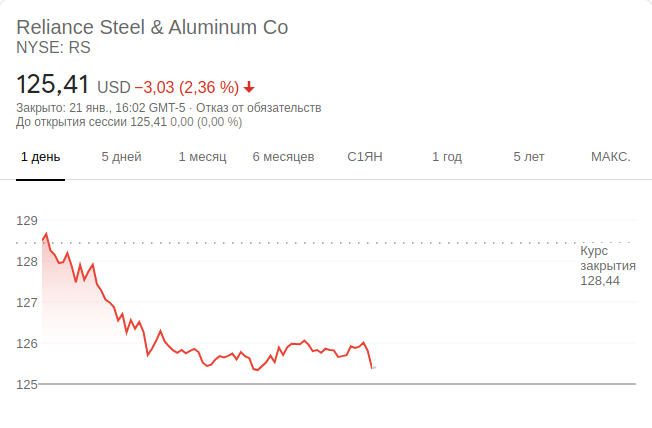 Reliance Steel & Aluminum Co
NYSE: RS
125,41 USD −3,03 (2,36 %)
Закрыто: 21 янв., 16:02 GMT-5 · Отказ от обязательств
До открытия сессии 125,41 0,00 (0,00 %)
1 день 5 дней 1 месяц 6 месяцев С1ЯН 1 год 5 лет МАКС.
129
128
127
126
125
Курс
закрытия
128,44